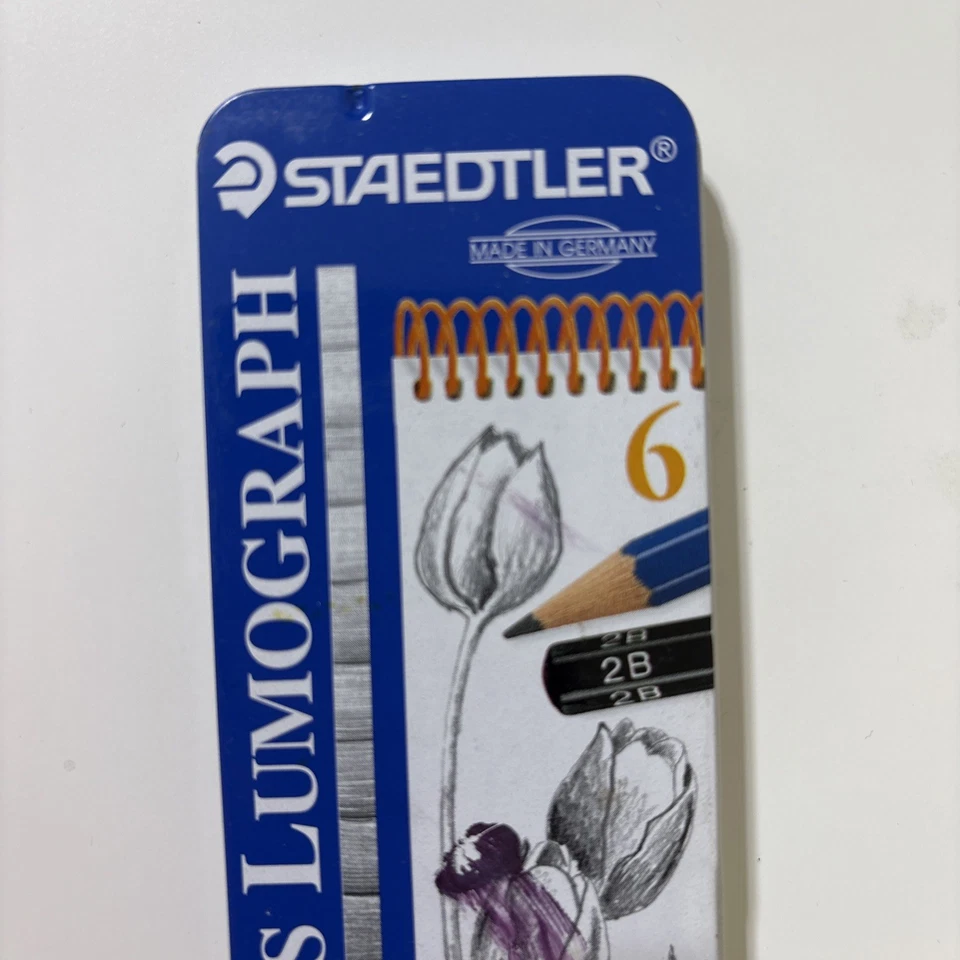 STAEDTLER®
MADE IN GERMANY
S LUMOGRAPH
6
2B
2B
2B